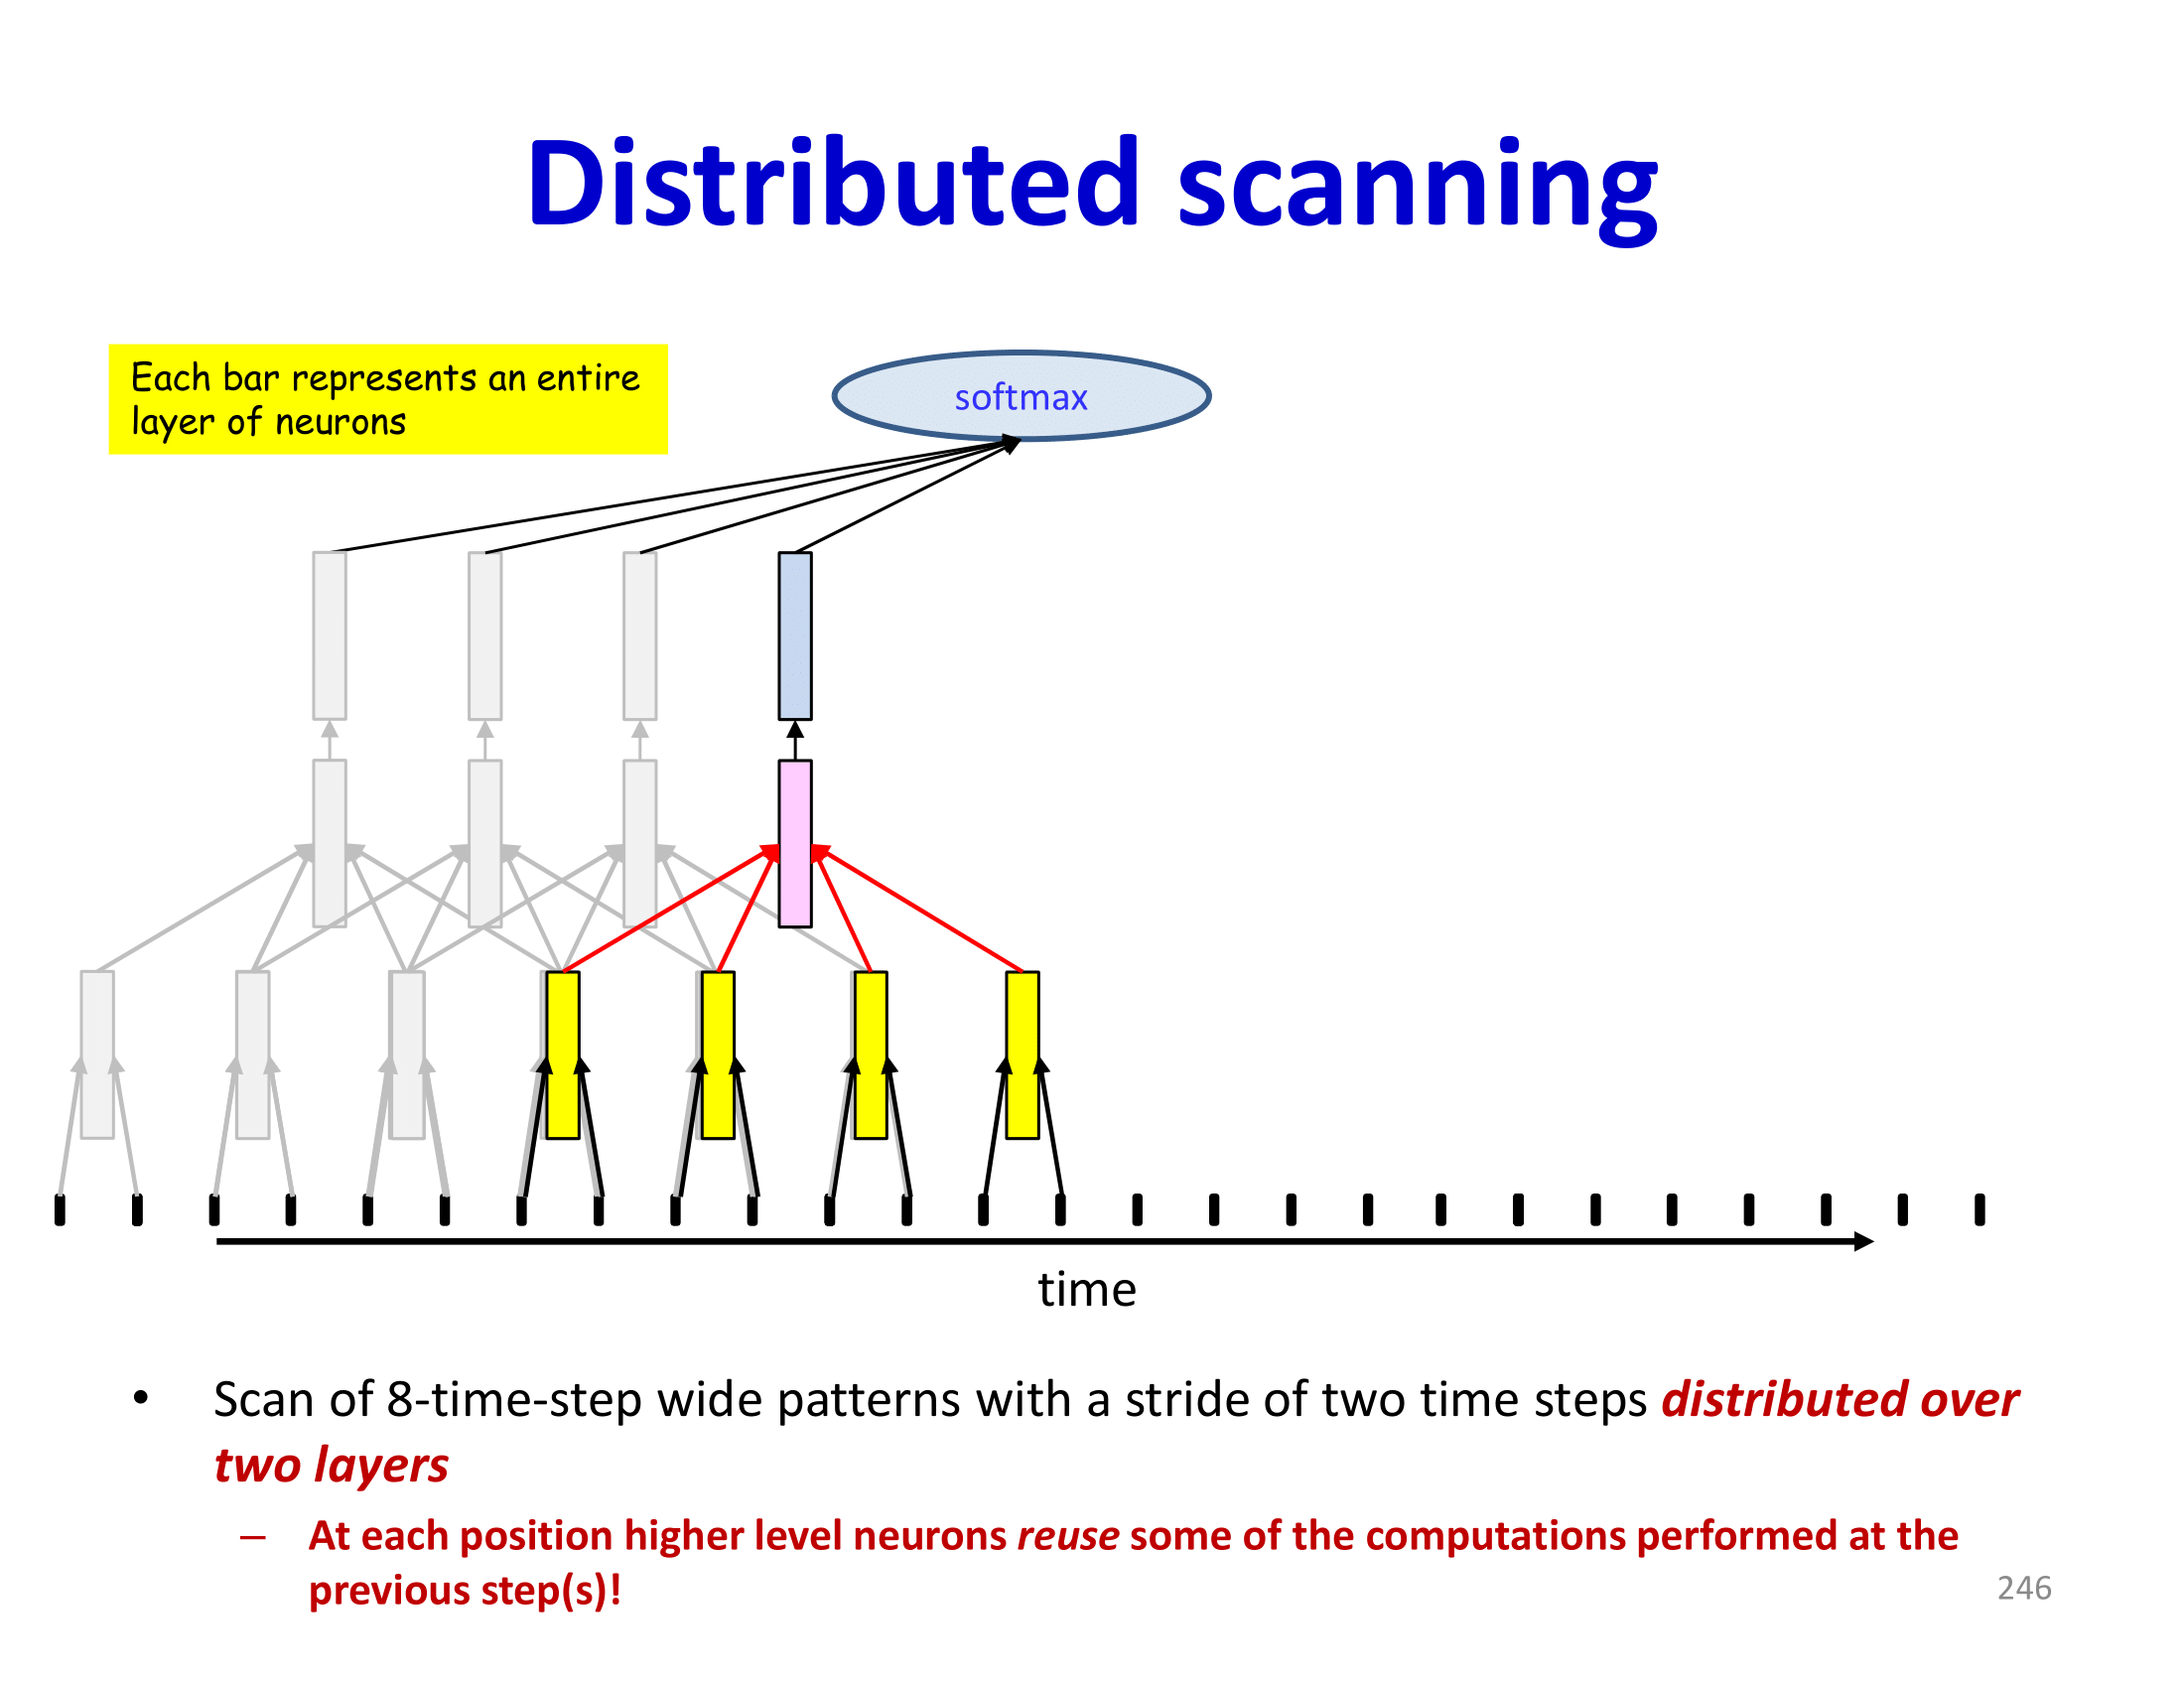 Distributed scanning
Each bar represents an entire
layer of neurons
softmax
time
• Scan of 8-time-step wide patterns with a stride of two time steps distributed over
two layers
– At each position higher level neurons reuse some of the computations performed at the
previous step(s)!
246